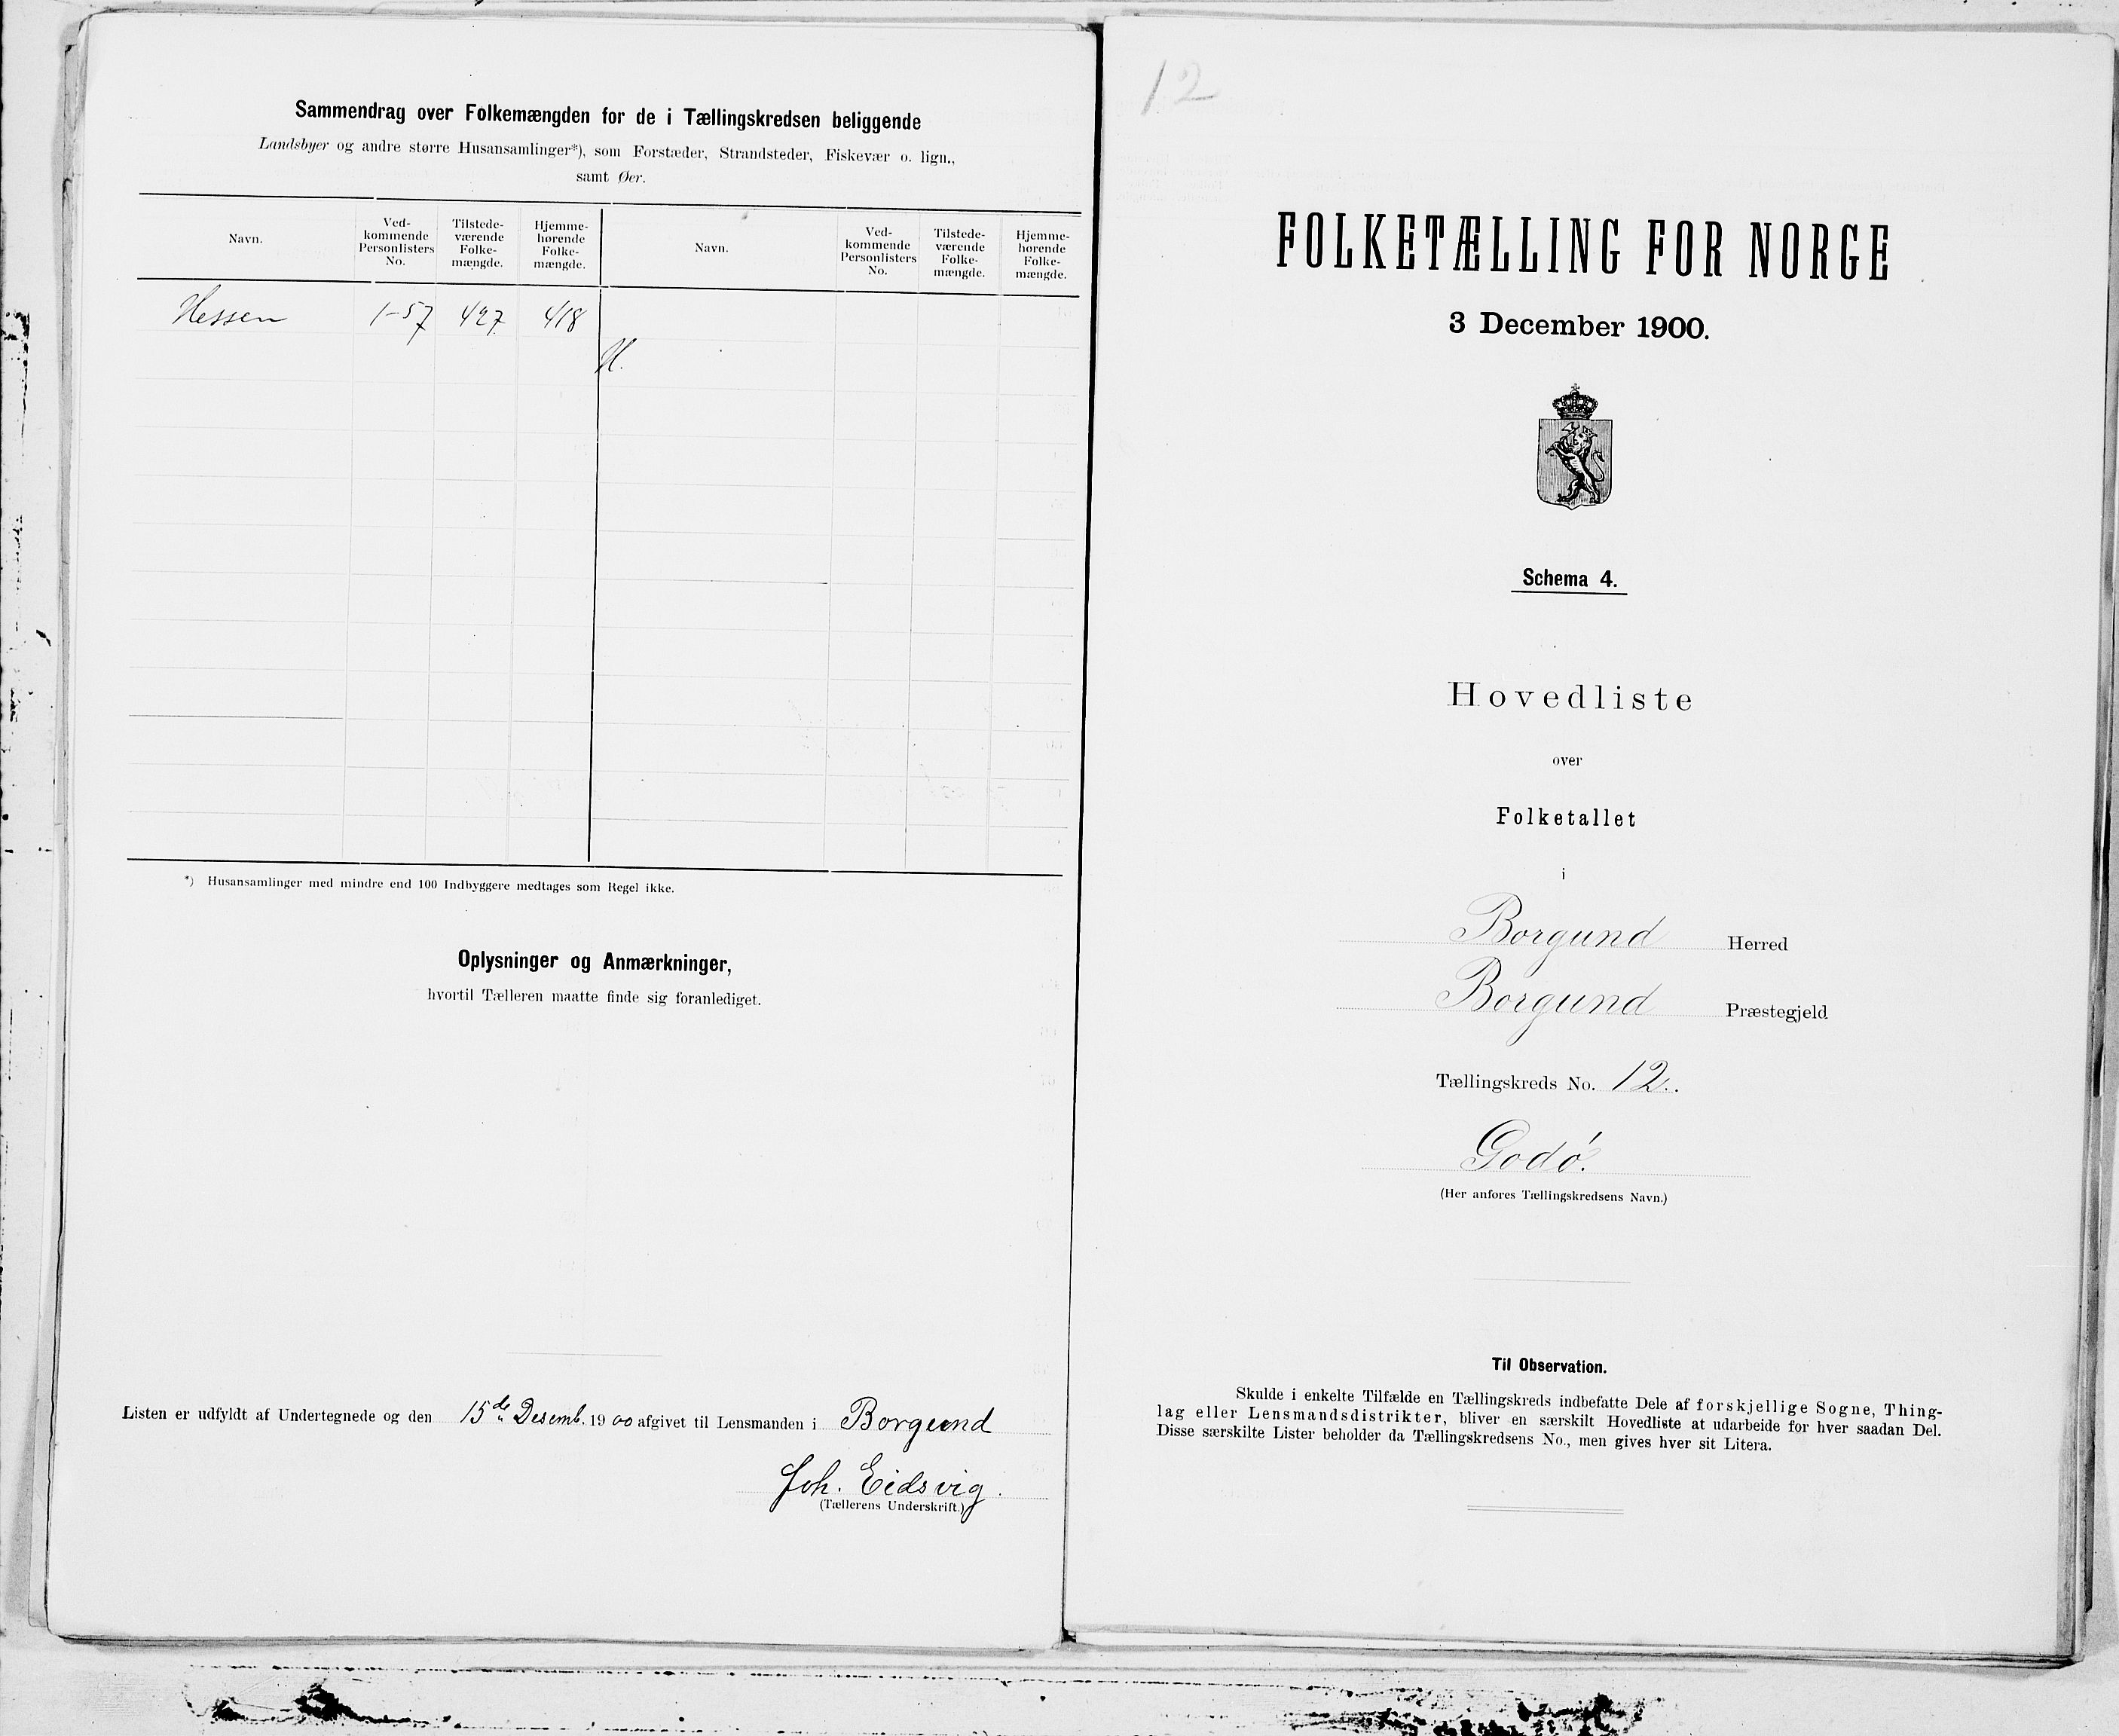 Sammendrag over Folkemængden for de i Tællingskredsen beliggende
Landsbyer og andre større Husansamlinger*), som Forstæder, Strandsteder, Fiskevær o. lign.,
samt Øer.
Navn.
Ved-
kommende
Personlisters
No.
Tilstede-
værende
Folke-
mængde.
Hjemme-
hørende
Folke-
mængde.
Navn.
Ved-
kommende
Personlisters
No.
Tilstede-
værende
Folke-
mængde.
Hjemme-
hørende
Folke-
mængde.
Hessen 1-57 427 418
H.
*) Husansamlinger med mindre end 100 Indbyggere medtages som Regel ikke.
Oplysninger og Anmærkninger,
hvortil Tælleren maatte finde sig foranlediget.
Listen er udfyldt af Undertegnede og den 15de Desemb. 1900 afgivet til Lensmanden i Borgund
Joh. Eidsvig.
(Tællerens Underskrift.)
12
FOLKETÆLLING FOR NORGE
3 December 1900.
Schema 4.
Hovedliste
over
Folketallet
i
Borgund Herred
Borgund Præstegjeld
Tællingskreds No. 12.
Godø.
(Her anføres Tællingskredsens Navn.)
Til Observation.
Skulde i enkelte Tilfælde en Tællingskreds indbefatte Dele af forskjellige Sogne, Thing-
lag eller Lensmandsdistrikter, bliver en særskilt Hovedliste at udarbeide for hver saadan Del.
Disse særskilte Lister beholder da Tællingskredsens No., men gives hver sit Litera.